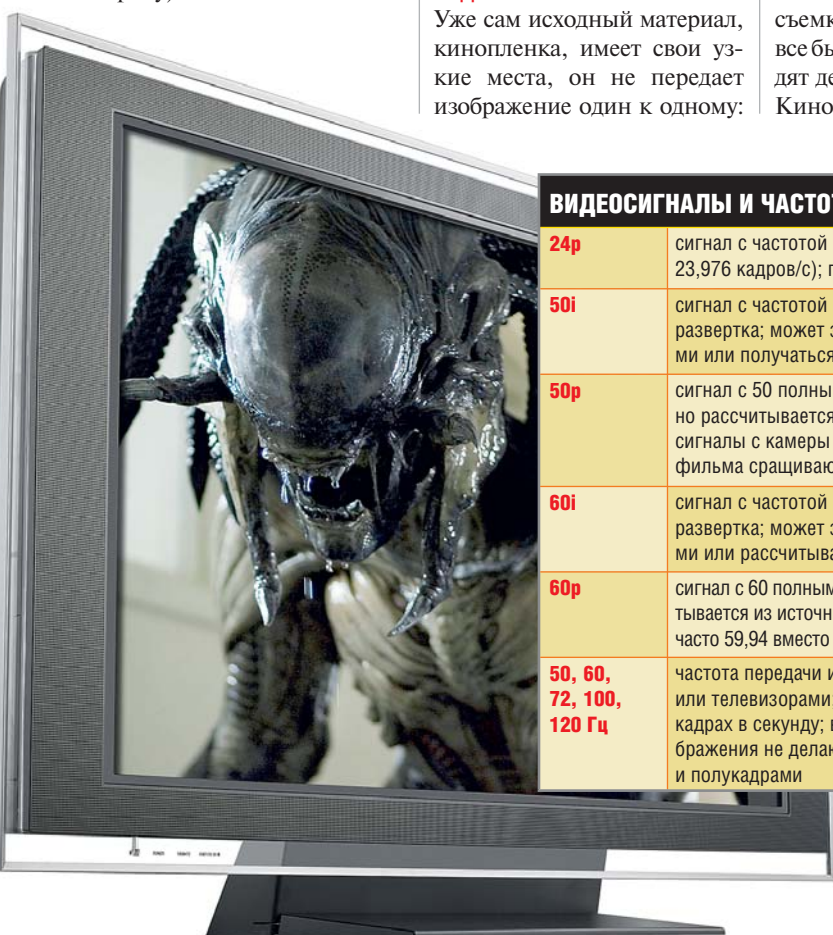 Уже сам исходный материал,
кинопленка, имеет свои уз-
кие места, он не передает
изображение один к одному:
съемк
все бы
дят де
Кино
ВИДЕОСИГНАЛЫ И ЧАСТОТ
24p
сигнал с частотой
23,976 кадров/с); п
50i
сигнал с частотой
развертка; может з
ми или получаться
50p
сигнал с 50 полны
но рассчитывается
сигналы с камеры
фильма сращиваю
60i
сигнал с частотой
развертка; может з
ми или рассчитыва
60p
сигнал с 60 полным
тывается из источн
часто 59,94 вместо
50, 60,
72, 100,
120 Гц
частота передачи и
или телевизорами
кадрах в секунду; в
бражения не делаю
и полукадрами